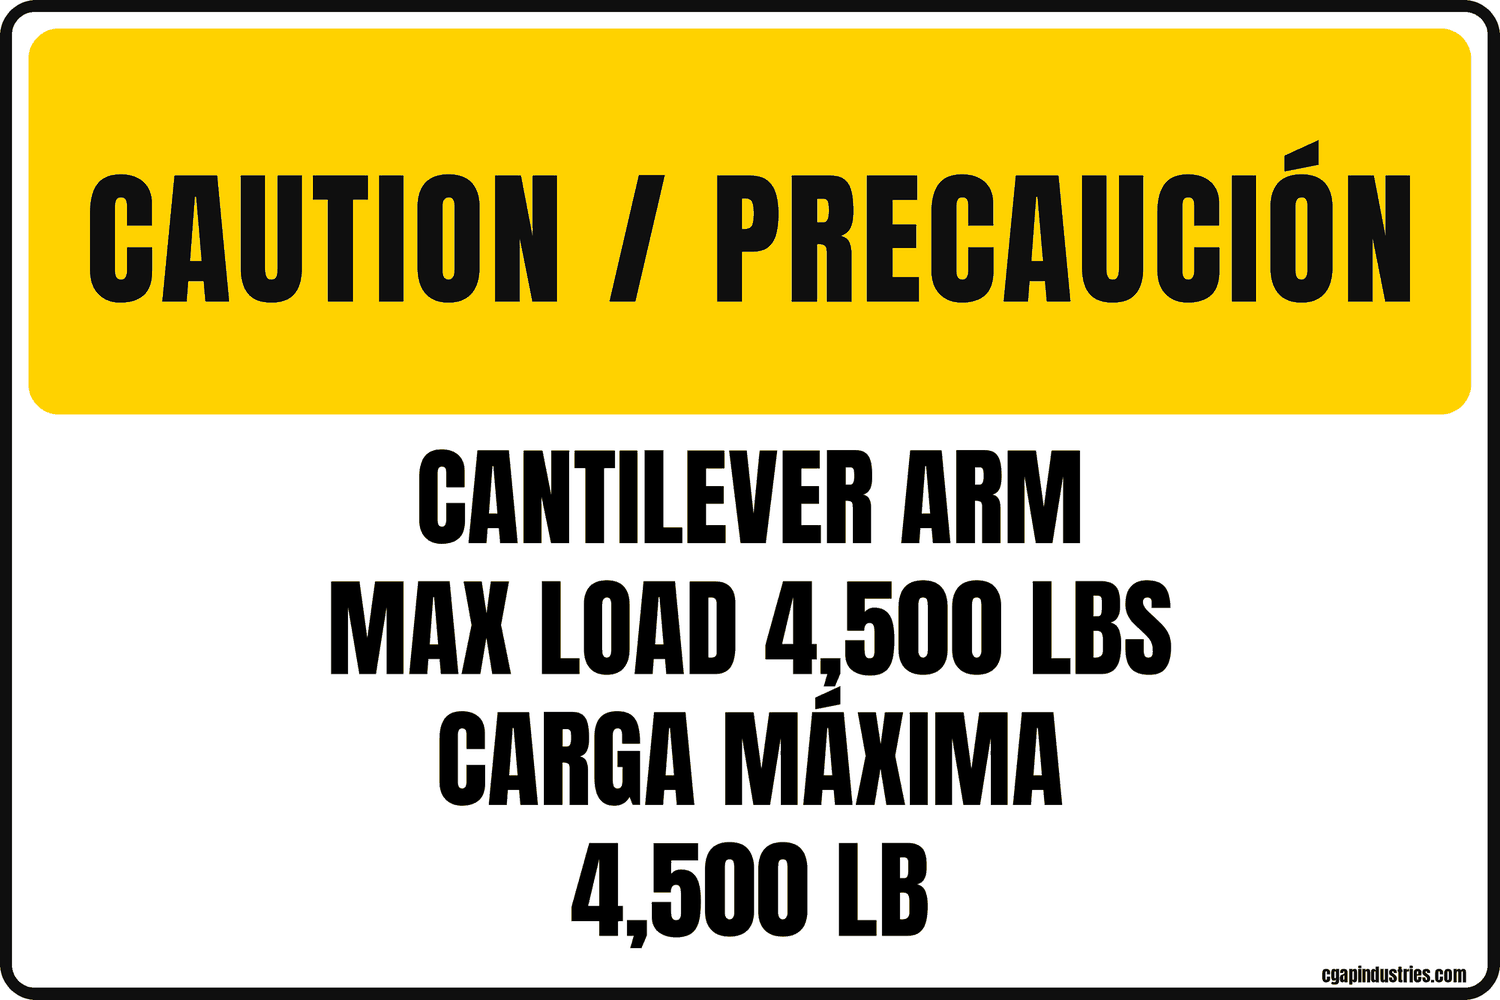 CAUTION / PRECAUCIÓN
CANTILEVER ARM
MAX LOAD 4,500 LBS
CARGA MÁXIMA
4,500 LB
cgapindustries.com